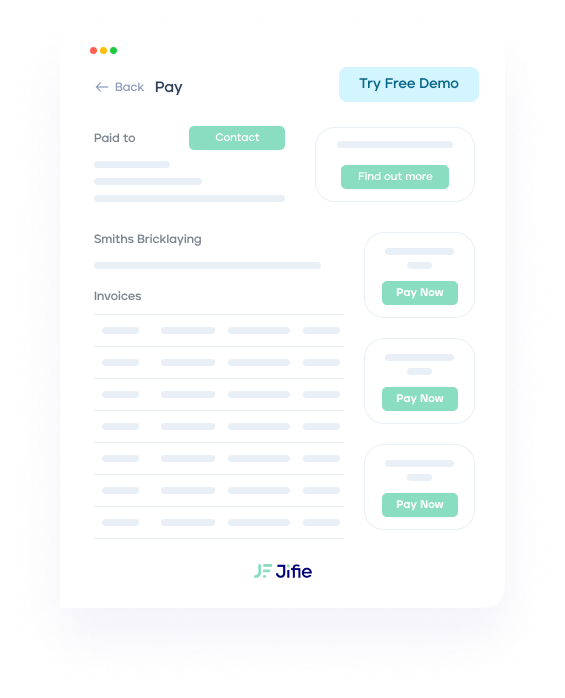 Back Pay
Try Free Demo
Paid to
Contact
Find out more
Smiths Bricklaying
Invoices
Pay Now
Pay Now
Pay Now
JF Jifie